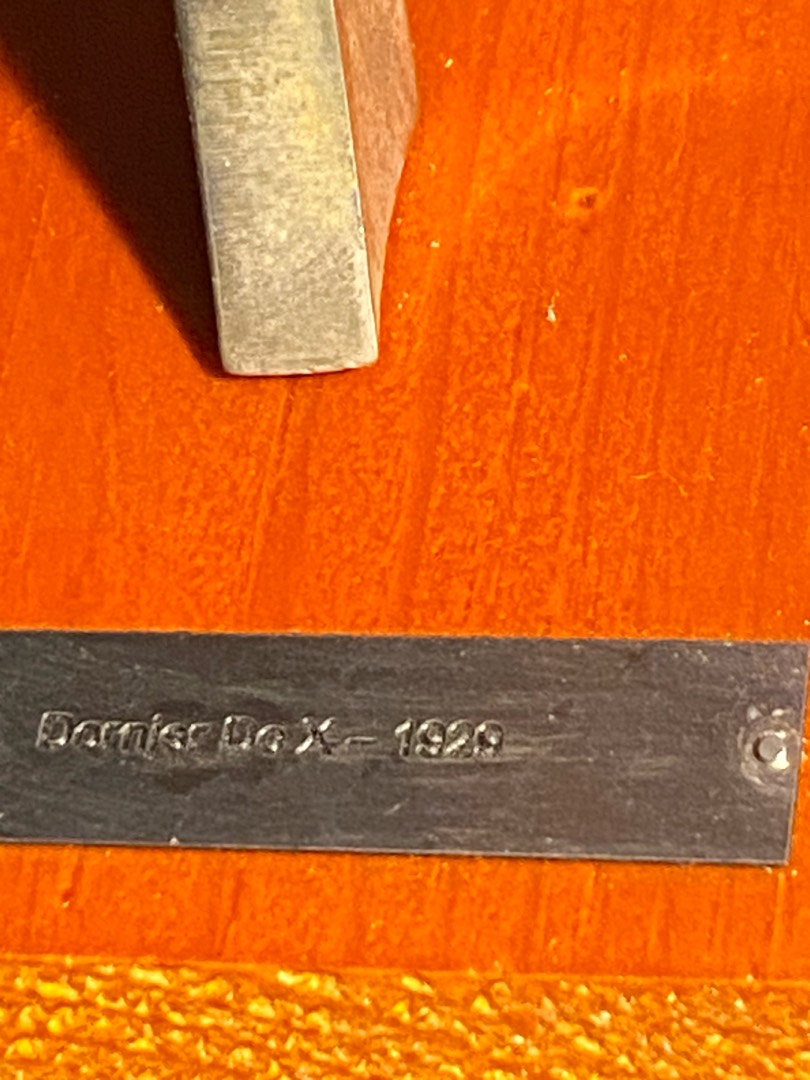 Dornier Do X – 1929